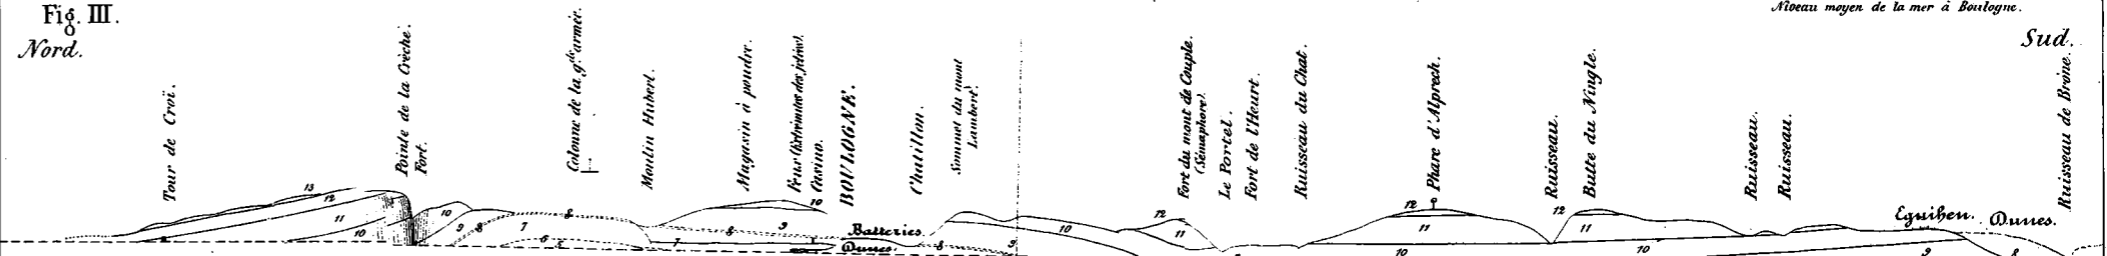 Fig. III.
Niveau moyen de la mer à Boulogne.
Nord.
Sud.
Tour de Croï.
Pointe de la Crèche.
Fort.
Colonne de la gde armée.
Moulin Hubert.
Magasin à poudre.
Feux (Extrémités des jetées).
Casino.
BOULOGNE.
Chatillon.
Sommet du mont
Lambert.
Fort du mont de Couple.
(Sémaphore).
Le Portel.
Fort de l'Heurt.
Ruisseau du Chat.
Phare d'Alprech.
Ruisseau.
Butte du Ningle.
Ruisseau.
Ruisseau.
Ruisseau de Brône.
13
12
11
10
10
9
8
7
8
6
7
8
9
10
Batteries.
Dunes.
8
9
10
12
11
12
11
10
12
11
10
Equihen.
Dunes.
9
8